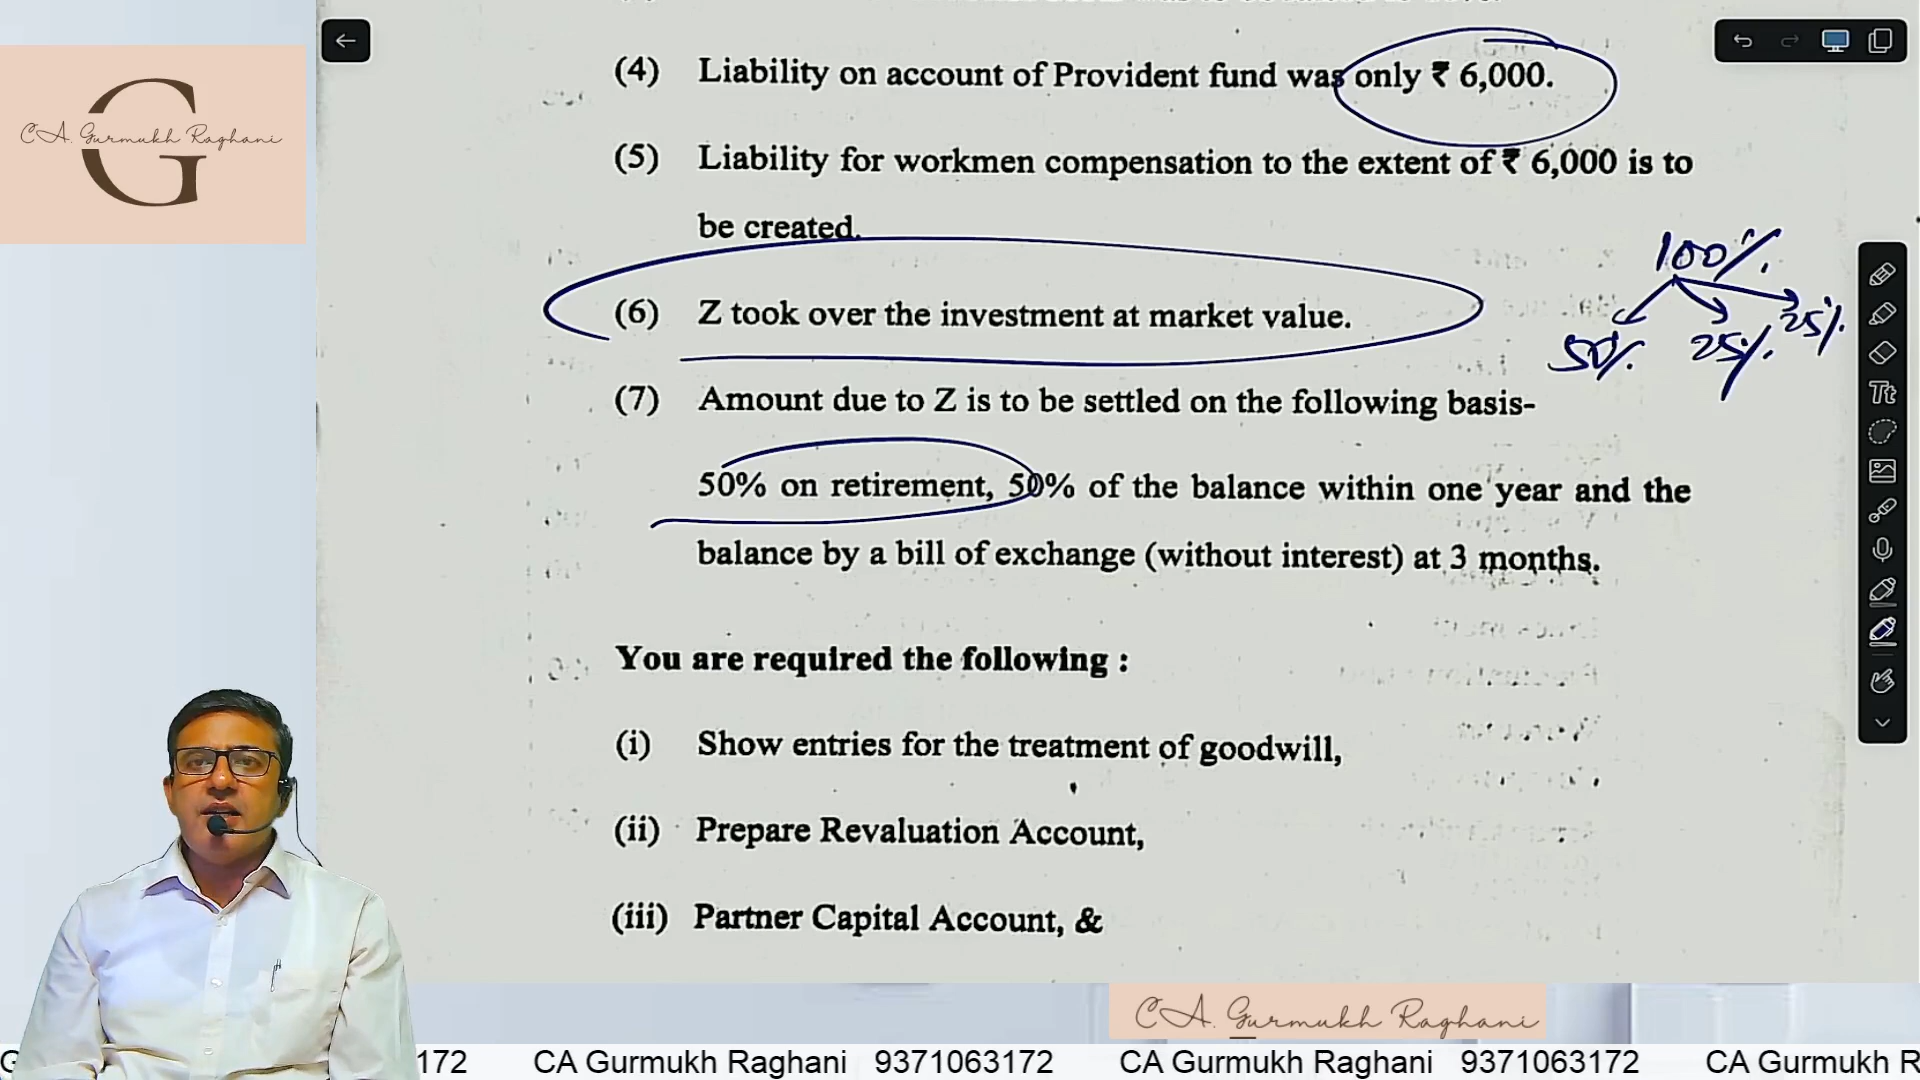 (4) Liability on account of Provident fund was only ₹ 6,000.
CA. Gurmukh Raghani
G
(5) Liability for workmen compensation to the extent of ₹ 6,000 is to
be created.
100%
50% 25% 25%
(6) Z took over the investment at market value.
(7) Amount due to Z is to be settled on the following basis-
50% on retirement, 50% of the balance within one year and the
balance by a bill of exchange (without interest) at 3 months.
You are required the following :
(i) Show entries for the treatment of goodwill,
(ii) Prepare Revaluation Account,
(iii) Partner Capital Account, &
Tt
CA. Gurmukh Raghani
172 CA Gurmukh Raghani 9371063172 CA Gurmukh Raghani 9371063172 CA Gurmukh R